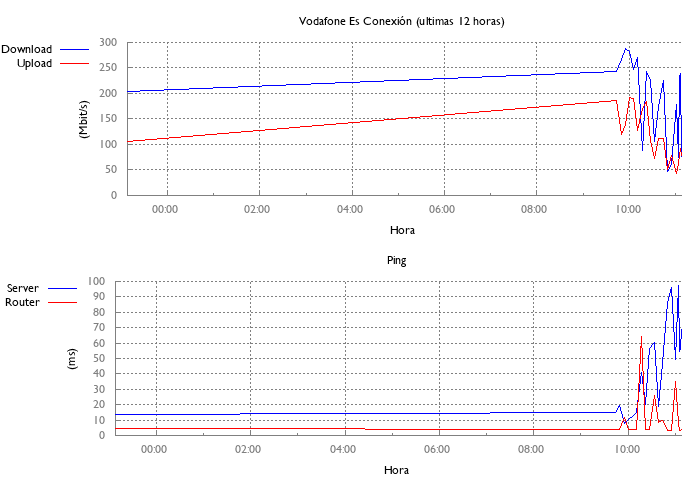 Vodafone Es Conexión (ultimas 12 horas)
Download
Upload
300
250
200
150
100
50
0
(Mbit/s)
00:00 02:00 04:00 06:00 08:00 10:00
Hora
Ping
Server
Router
100
90
80
70
60
50
40
30
20
10
0
(ms)
00:00 02:00 04:00 06:00 08:00 10:00
Hora